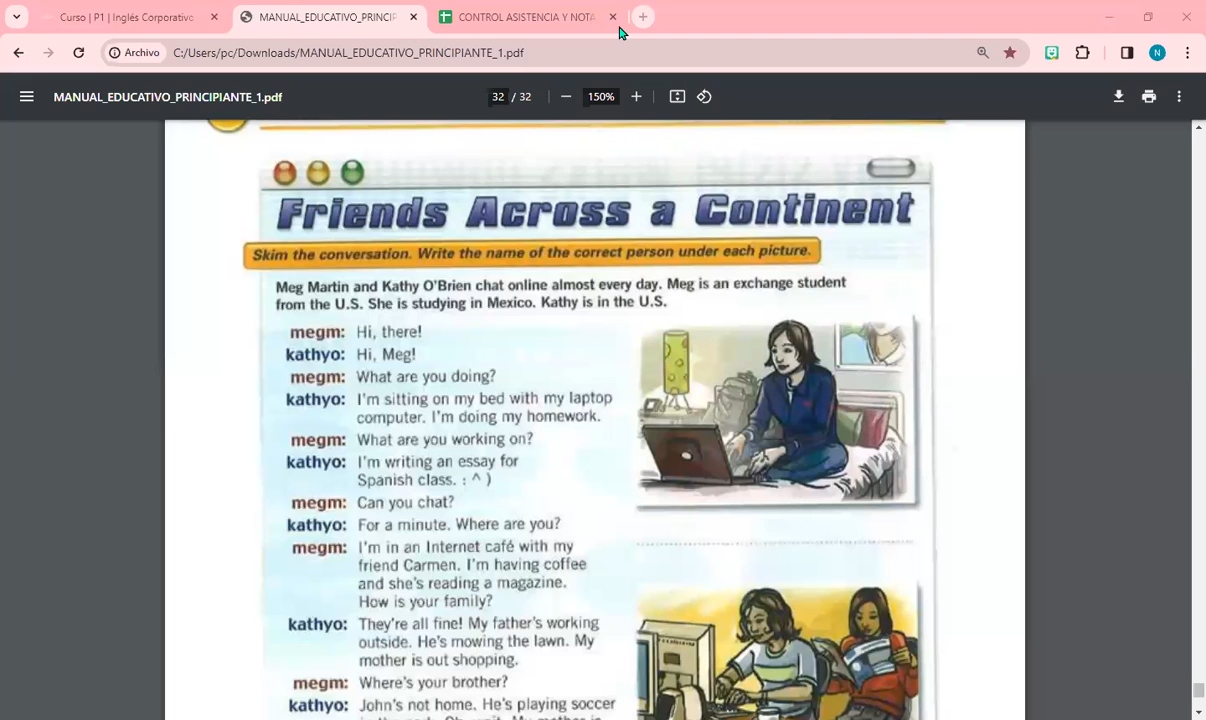 Curso | P1 | Inglés Corporativo
MANUAL_EDUCATIVO_PRINCIP
CONTROL ASISTENCIA Y NOTA
Archivo
C:/Users/pc/Downloads/MANUAL_EDUCATIVO_PRINCIPIANTE_1.pdf
N
MANUAL_EDUCATIVO_PRINCIPIANTE_1.pdf
32 / 32
150%
Friends Across a Continent
Skim the conversation. Write the name of the correct person under each picture.
Meg Martin and Kathy O'Brien chat online almost every day. Meg is an exchange student
from the U.S. She is studying in Mexico. Kathy is in the U.S.
megm: Hi, there!
kathyo: Hi, Meg!
megm: What are you doing?
kathyo: I'm sitting on my bed with my laptop
computer. I'm doing my homework.
megm: What are you working on?
kathyo: I'm writing an essay for
Spanish class. : ^ )
megm: Can you chat?
kathyo: For a minute. Where are you?
megm: I'm in an Internet café with my
friend Carmen. I'm having coffee
and she's reading a magazine.
How is your family?
kathyo: They're all fine! My father's working
outside. He's mowing the lawn. My
mother is out shopping.
megm: Where's your brother?
kathyo: John's not home. He's playing soccer